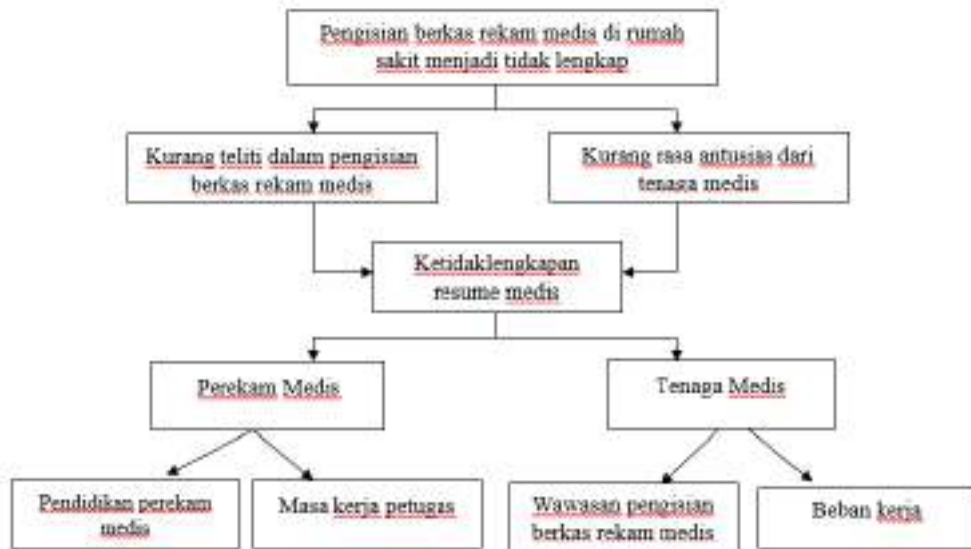 Pengisian berkas rekam medis di rumah
sakit menjadi tidak lengkap
Kurang teliti dalam pengisian
berkas rekam medis
Kurang rasa antusias dari
tenaga medis
Ketidaklengkapan
resume medis
Perekam Medis
Tenaga Medis
Pendidikan perekam
medis
Masa kerja petugas
Wawasan pengisian
berkas rekam medis
Beban kerja